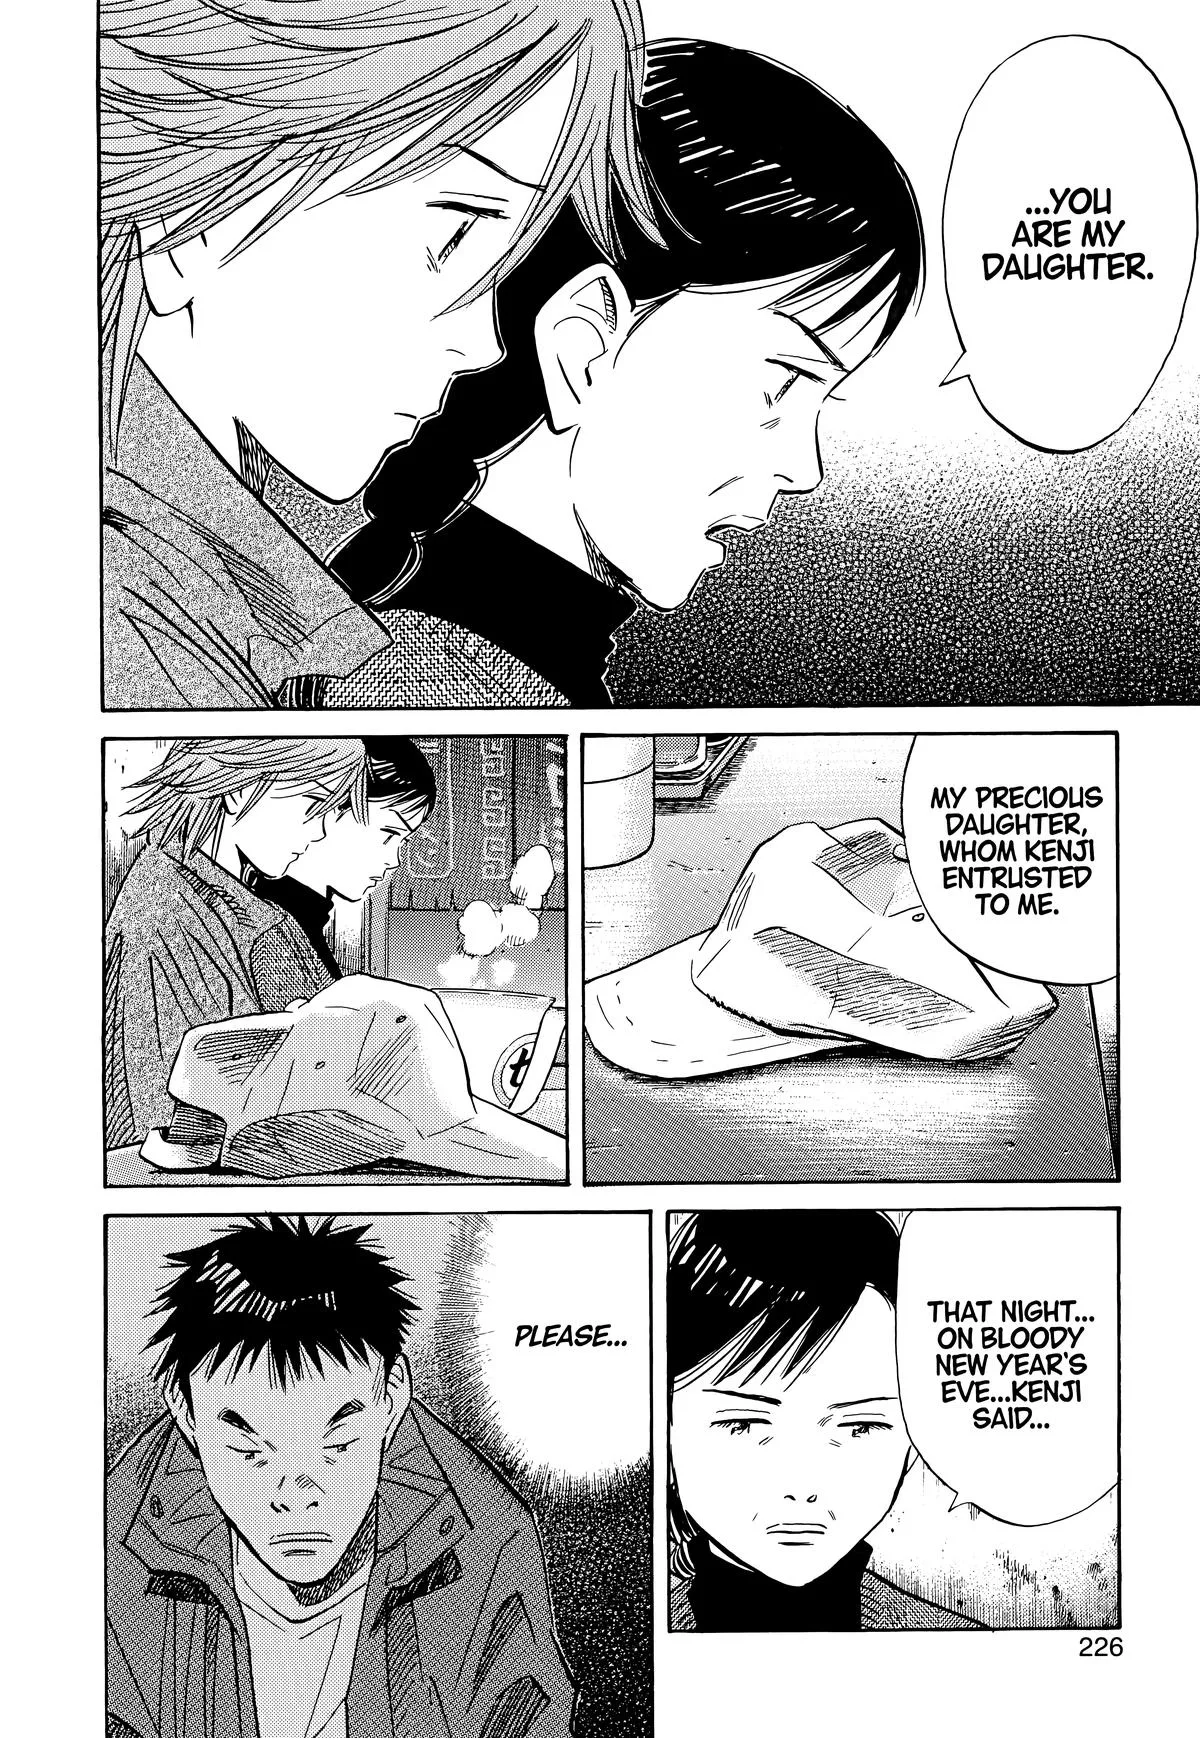 ...YOU
ARE MY
DAUGHTER.
MY PRECIOUS
DAUGHTER,
WHOM KENJI
ENTRUSTED
TO ME.
t
THAT NIGHT...
ON BLOODY
NEW YEAR'S
EVE...KENJI
SAID...
PLEASE...
226